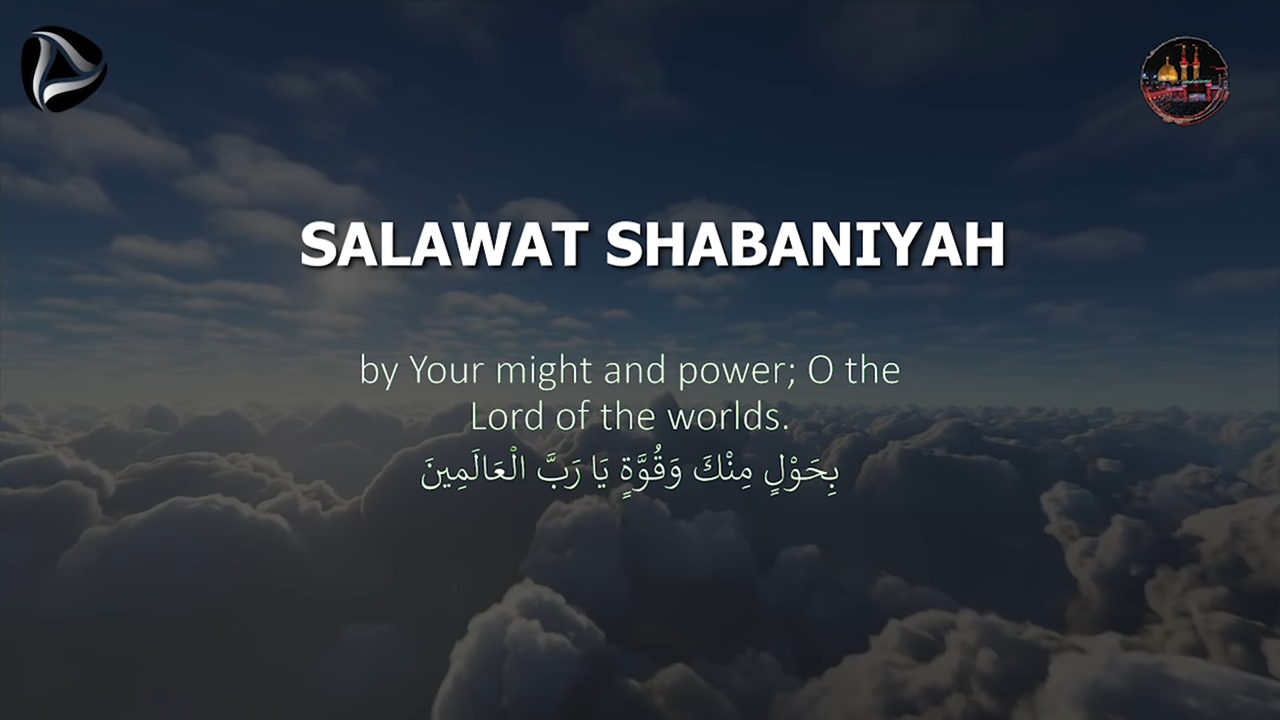 SALAWAT SHABANIYAH
by Your might and power; O the
Lord of the worlds.
بِحَوْلٍ مِنْكَ وَقُوَّةٍ يَا رَبَّ الْعَالَمِينَ